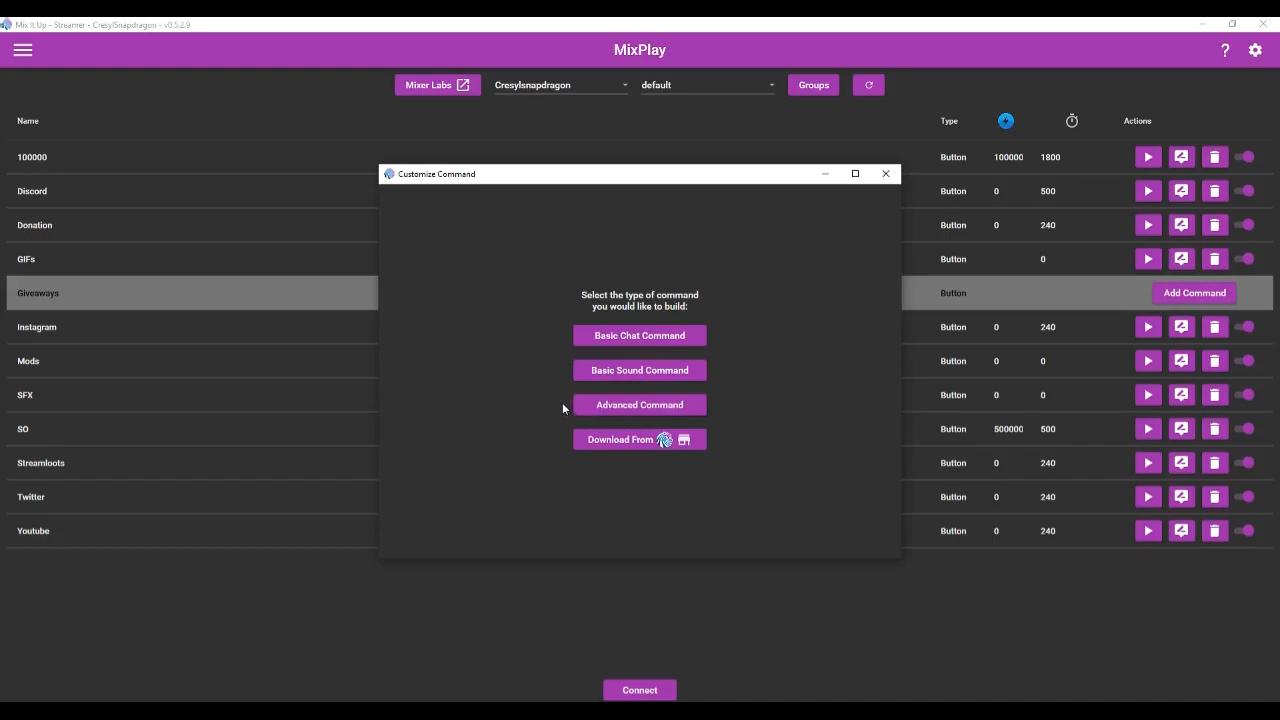 Mix It Up - Streamer - CresylSnapdragon - v0.5.2.9
MixPlay
?
Mixer Labs
Cresylsnapdragon
default
Groups
Name
Type
Actions
100000
Button
100000
1800
Discord
Button
0
500
Donation
Button
0
240
GIFs
Button
0
Giveaways
Button
Add Command
Instagram
Button
0
240
Mods
Button
0
0
SFX
Button
0
0
SO
Button
500000
500
Streamloots
Button
0
240
Twitter
Button
0
240
Youtube
Button
0
240
Customize Command
Select the type of command
you would like to build:
Basic Chat Command
Basic Sound Command
Advanced Command
Download From
Connect